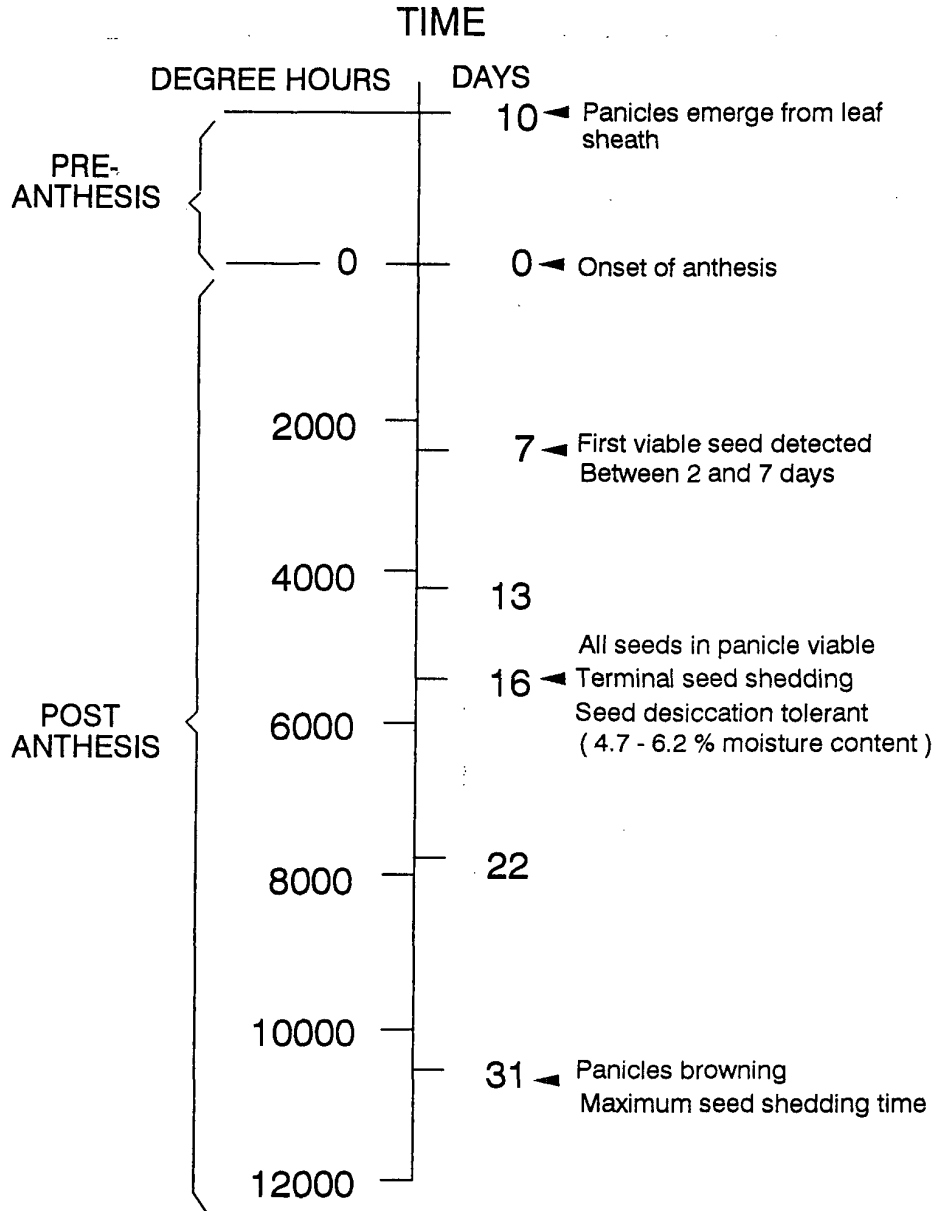 TIME
DEGREE HOURS DAYS
10 Panicles emerge from leaf
sheath
PRE-
ANTHESIS
0 0 Onset of anthesis
2000
7 First viable seed detected
Between 2 and 7 days
4000
13
All seeds in panicle viable
16 Terminal seed shedding
Seed desiccation tolerant
( 4.7 - 6.2 % moisture content )
POST
ANTHESIS
6000
22
8000
10000
31 Panicles browning
Maximum seed shedding time
12000